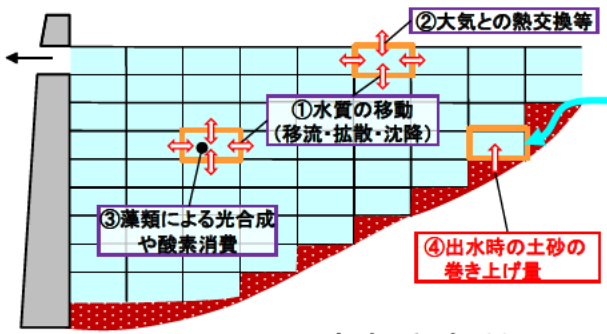 ②大気との熱交換等
①水質の移動
(移流・拡散・沈降)
③藻類による光合成
や酸素消費
④出水時の土砂の
巻き上げ量